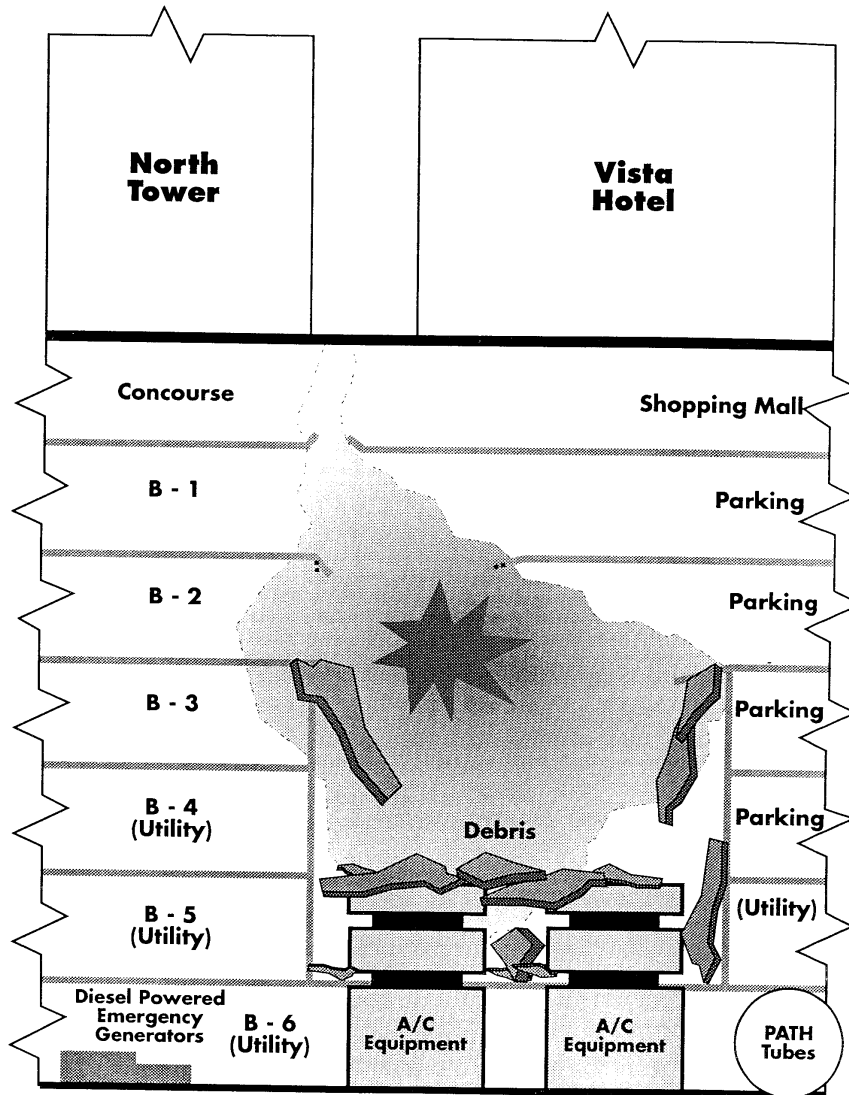 North
Tower
Vista
Hotel
Concourse
Shopping Mall
B - 1
Parking
B - 2
Parking
B - 3
Parking
B - 4
(Utility)
Parking
Debris
B - 5
(Utility)
(Utility)
Diesel Powered
Emergency
Generators
B - 6
(Utility)
A/C
Equipment
A/C
Equipment
PATH
Tubes